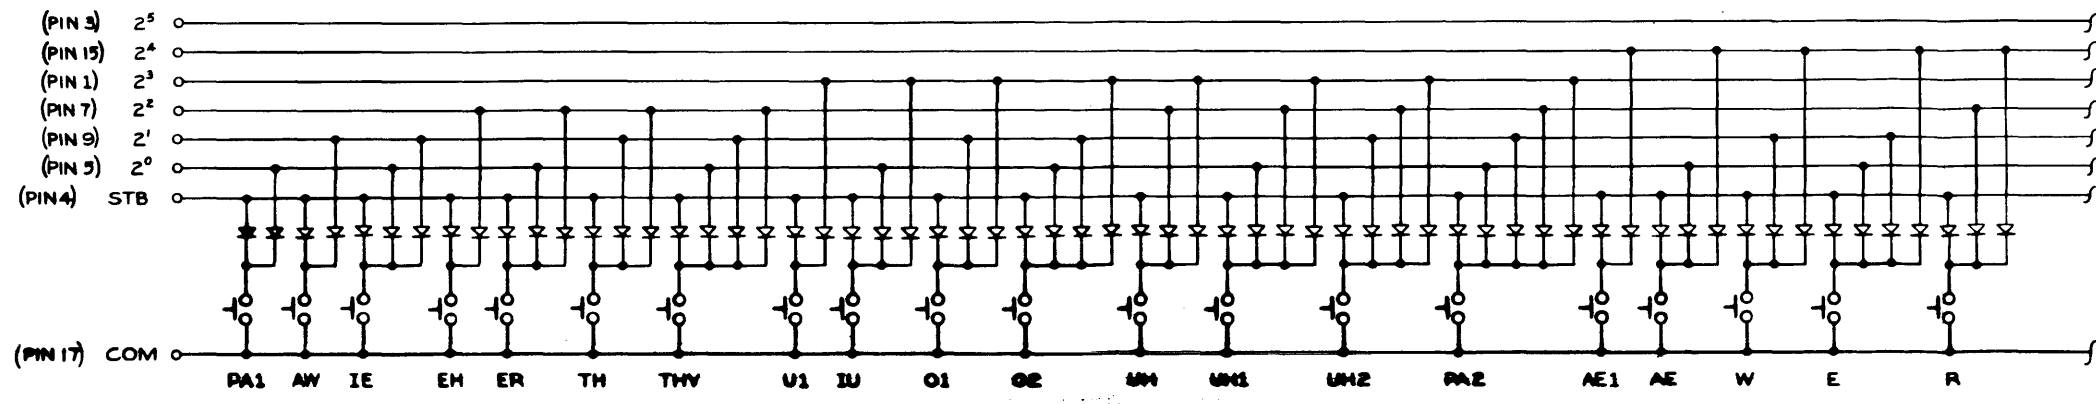 (PIN 3) 2⁵
(PIN 15) 2⁴
(PIN 1) 2³
(PIN 7) 2²
(PIN 9) 2¹
(PIN 5) 2⁰
(PIN 4) STB
(PIN 17) COM
PA1 AW IE EH ER TH THV U1 IU O1 O2 UH UH1 UH2 PA2 AE1 AE W E R